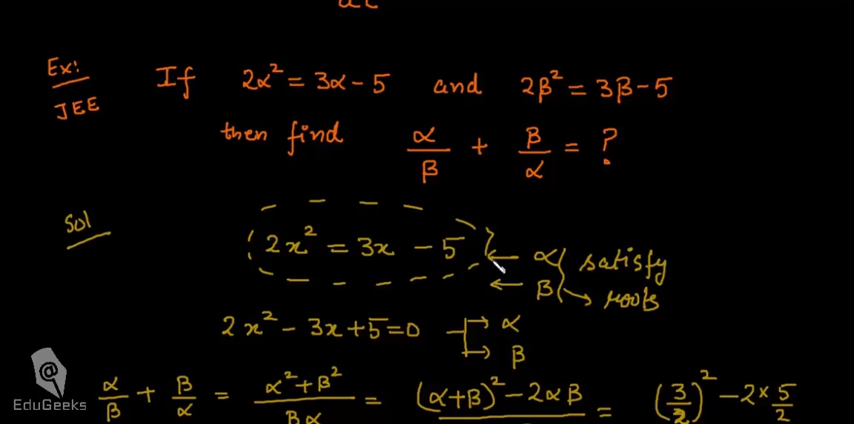 Ex: If 2α² = 3α - 5 and 2β² = 3β - 5
JEE
then find α/β + β/α = ?
Sol
2x² = 3x - 5 ← α satisfy
← β → roots
2x² - 3x + 5 = 0 → α
→ β
α/β + β/α = (α² + β²)/(βα) = (α + β)² - 2αβ = (3/2)² - 2 × 5/2
@
EduGeeks